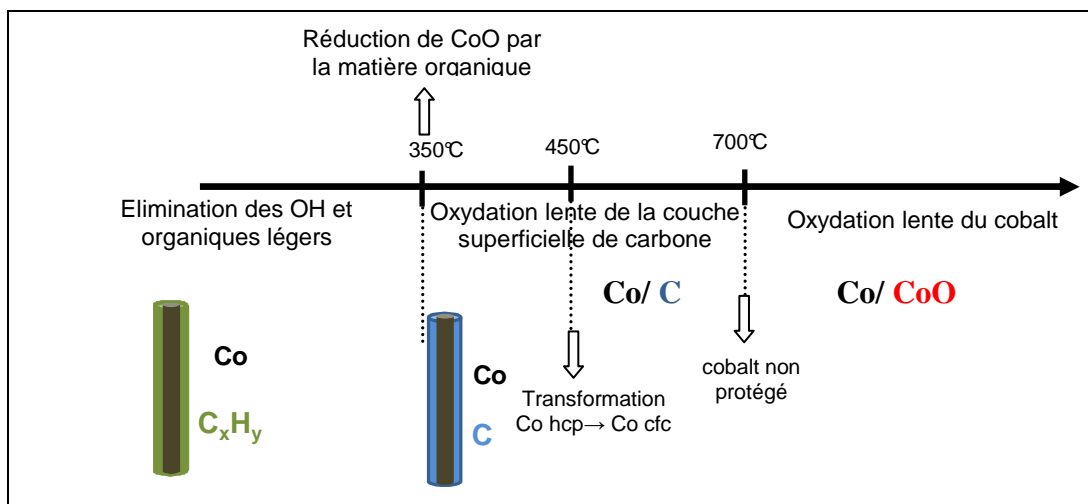 Réduction de CoO par
la matière organique
350°C
450°C
700°C
Elimination des OH et
organiques légers
Oxydation lente de la couche
superficielle de carbone
Oxydation lente du cobalt
Co/ C
Co/ CoO
Co
CxHy
Co
C
Transformation
Co hcp→ Co cfc
cobalt non
protégé